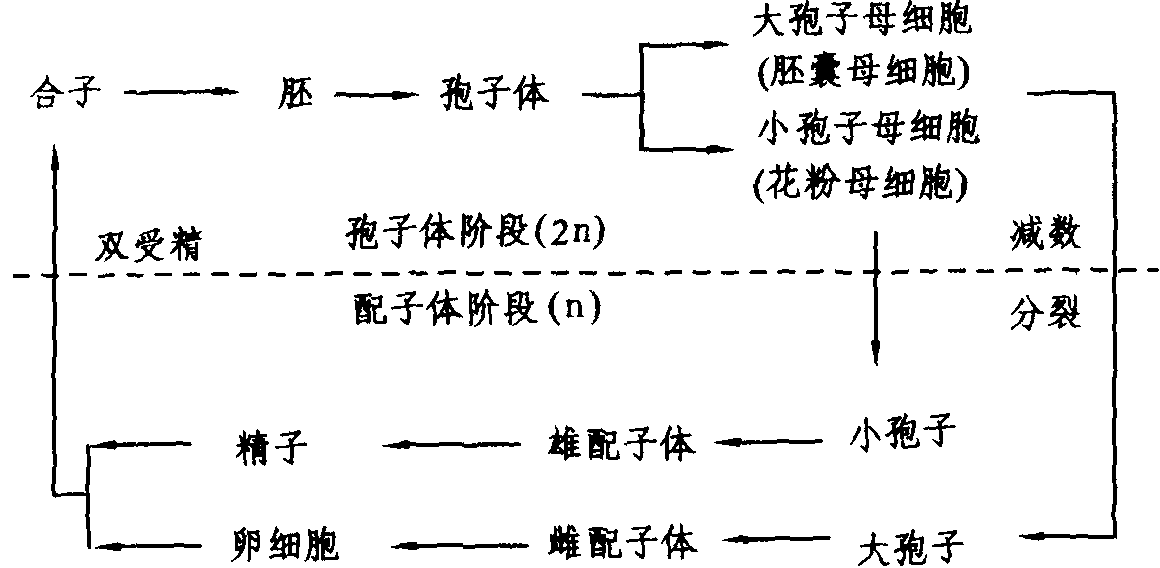 大孢子母细胞
(胚囊母细胞)
合子
胚
孢子体
小孢子母细胞
(花粉母细胞)
双受精
孢子体阶段(2n)
减数
配子体阶段(n)
分裂
精子
雄配子体
小孢子
卵细胞
雌配子体
大孢子